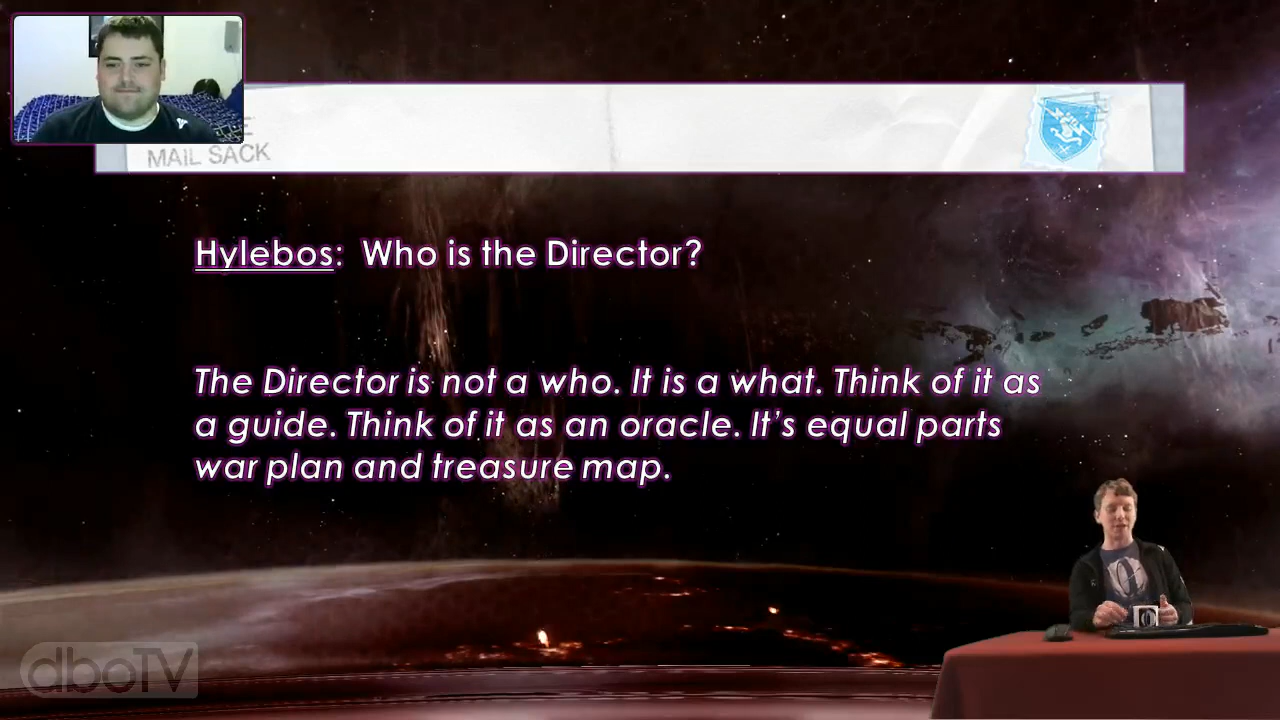 MAIL SACK
Hylebos: Who is the Director?
The Director is not a who. It is a what. Think of it as
a guide. Think of it as an oracle. It's equal parts
war plan and treasure map.
dboTV